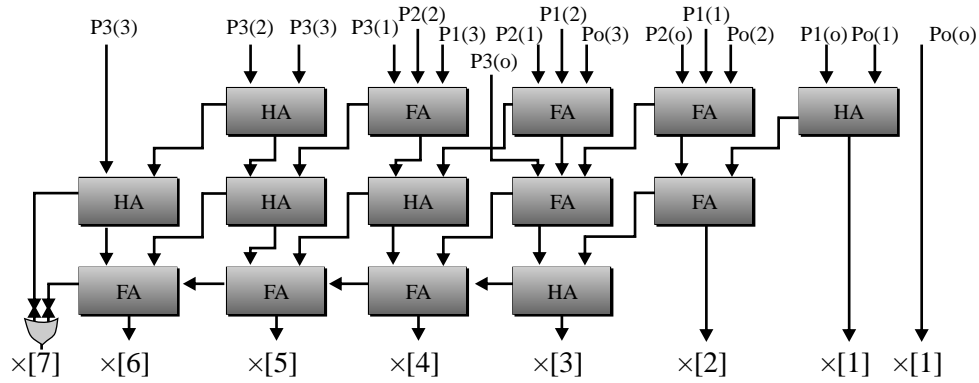 P2(2) P1(2) P1(1)
P3(3) P3(2) P3(3) P3(1) P1(3) P2(1) Po(3) P2(o) Po(2) P1(o) Po(1) Po(o)
P3(o)
HA FA FA FA HA
HA HA HA FA FA
FA FA FA HA
×[7] ×[6] ×[5] ×[4] ×[3] ×[2] ×[1] ×[1]